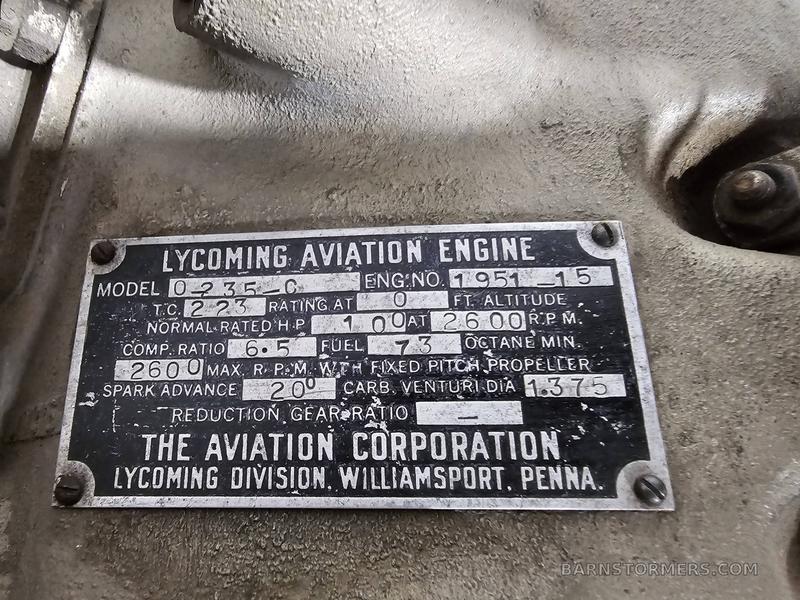 LYCOMING AVIATION ENGINE
MODEL O-235-C ENG. NO. 1951-15
T.C. 223 RATING AT 0 FT. ALTITUDE
NORMAL RATED H.P. 100 AT 2600 R.P.M.
COMP. RATIO 6.5 FUEL 73 OCTANE MIN.
2600 MAX. R.P.M. WITH FIXED PITCH PROPELLER
SPARK ADVANCE 20° CARB. VENTURI DIA 1.375
REDUCTION GEAR RATIO —
THE AVIATION CORPORATION
LYCOMING DIVISION, WILLIAMSPORT, PENNA.
BARNSTORMERS.COM